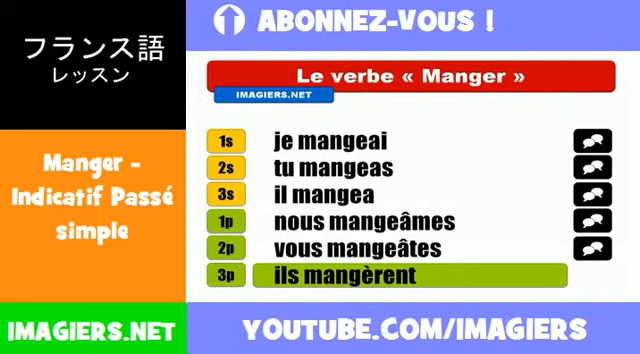 フランス語
レッスン
Manger -
Indicatif Passé
simple
IMAGIERS.NET
ABONNEZ-VOUS !
Le verbe « Manger »
IMAGIERS.NET
1s je mangeai
2s tu mangeas
3s il mangea
1p nous mangeâmes
2p vous mangeâtes
3p ils mangèrent
YOUTUBE.COM/IMAGIERS